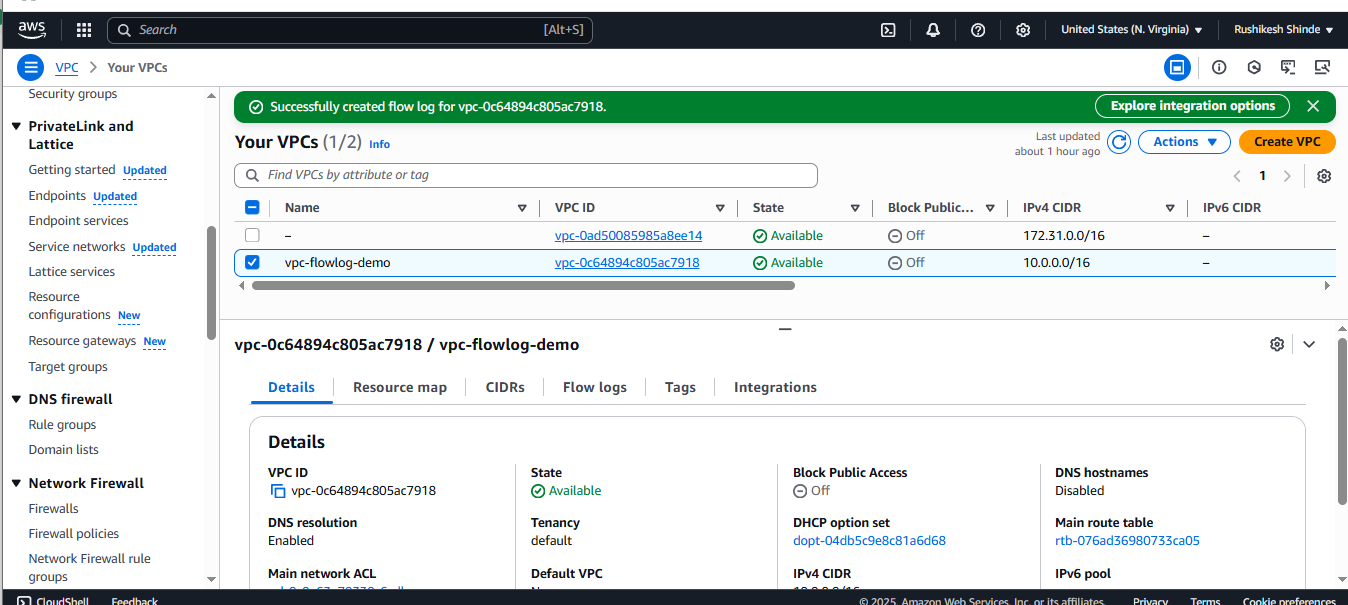 aws
Search [Alt+S] United States (N. Virginia) Rushikesh Shinde
VPC > Your VPCs
Security groups
PrivateLink and
Lattice
Getting started Updated
Endpoints Updated
Endpoint services
Service networks Updated
Lattice services
Resource
configurations New
Resource gateways New
Target groups
DNS firewall
Rule groups
Domain lists
Network Firewall
Firewalls
Firewall policies
Network Firewall rule
groups
Successfully created flow log for vpc-0c64894c805ac7918. Explore integration options
Your VPCs (1/2) Info
Last updated
about 1 hour ago
Actions Create VPC
Find VPCs by attribute or tag
1
Name VPC ID State Block Public... IPv4 CIDR IPv6 CIDR
– vpc-0ad50085985a8ee14 Available Off 172.31.0.0/16 –
vpc-flowlog-demo vpc-0c64894c805ac7918 Available Off 10.0.0.0/16 –
vpc-0c64894c805ac7918 / vpc-flowlog-demo
Details Resource map CIDRs Flow logs Tags Integrations
Details
VPC ID State Block Public Access DNS hostnames
vpc-0c64894c805ac7918 Available Off Disabled
DNS resolution Tenancy DHCP option set Main route table
Enabled default dopt-04db5c9e8c81a6d68 rtb-076ad36980733ca05
Main network ACL Default VPC IPv4 CIDR IPv6 pool
CloudShell Feedback © 2025, Amazon Web Services, Inc. or its affiliates. Privacy Terms Cookie preferences